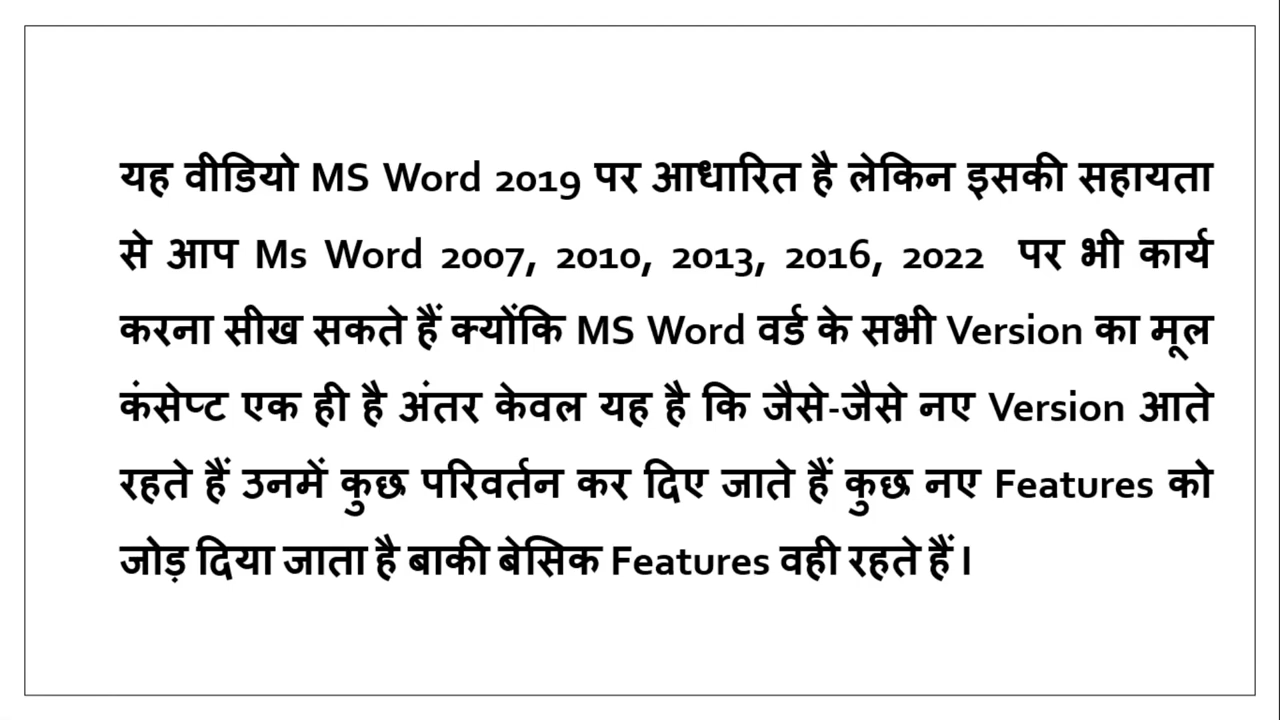 यह वीडियो MS Word 2019 पर आधारित है लेकिन इसकी सहायता
से आप Ms Word 2007, 2010, 2013, 2016, 2022 पर भी कार्य
करना सीख सकते हैं क्योंकि MS Word वर्ड के सभी Version का मूल
कंसेप्ट एक ही है अंतर केवल यह है कि जैसे-जैसे नए Version आते
रहते हैं उनमें कुछ परिवर्तन कर दिए जाते हैं कुछ नए Features को
जोड़ दिया जाता है बाकी बेसिक Features वही रहते हैं ।